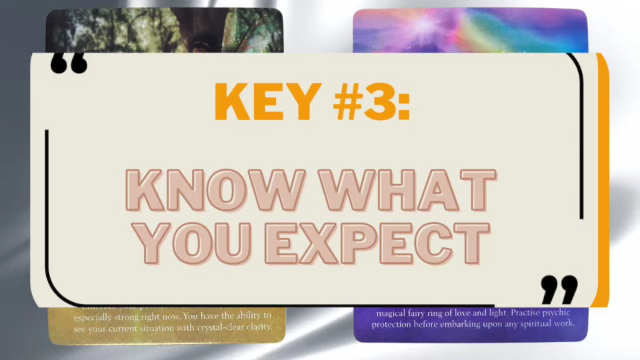 KEY #3:
KNOW WHAT
YOU EXPECT
especially strong right now. You have the ability to
see your current situation with crystal-clear clarity.
magical fairy ring of love and light. Practise psychic
protection before embarking upon any spiritual work.